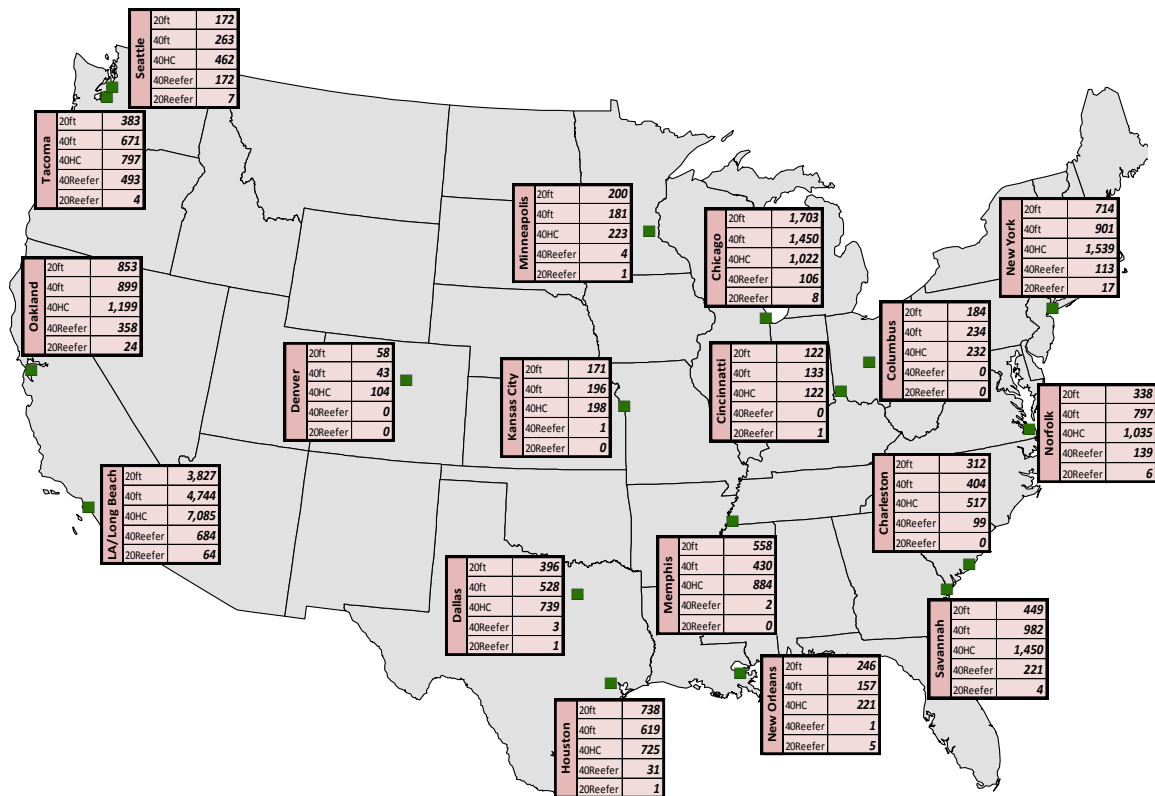 Seattle
20ft 172
40ft 263
40HC 462
40Reefer 172
20Reefer 7
Tacoma
20ft 383
40ft 671
40HC 797
40Reefer 493
20Reefer 4
Minneapolis
20ft 200
40ft 181
40HC 223
40Reefer 4
20Reefer 1
Chicago
20ft 1,703
40ft 1,450
40HC 1,022
40Reefer 106
20Reefer 8
New York
20ft 714
40ft 901
40HC 1,539
40Reefer 113
20Reefer 17
Oakland
20ft 853
40ft 899
40HC 1,199
40Reefer 358
20Reefer 24
Denver
20ft 58
40ft 43
40HC 104
40Reefer 0
20Reefer 0
Kansas City
20ft 171
40ft 196
40HC 198
40Reefer 1
20Reefer 0
Cincinnatti
20ft 122
40ft 133
40HC 122
40Reefer 0
20Reefer 1
Columbus
20ft 184
40ft 234
40HC 232
40Reefer 0
20Reefer 0
Norfolk
20ft 338
40ft 797
40HC 1,035
40Reefer 139
20Reefer 6
LA/Long Beach
20ft 3,827
40ft 4,744
40HC 7,085
40Reefer 684
20Reefer 64
Charleston
20ft 312
40ft 404
40HC 517
40Reefer 99
20Reefer 0
Dallas
20ft 396
40ft 528
40HC 739
40Reefer 3
20Reefer 1
Memphis
20ft 558
40ft 430
40HC 884
40Reefer 2
20Reefer 0
Savannah
20ft 449
40ft 982
40HC 1,450
40Reefer 221
20Reefer 4
New Orleans
20ft 246
40ft 157
40HC 221
40Reefer 1
20Reefer 5
Houston
20ft 738
40ft 619
40HC 725
40Reefer 31
20Reefer 1